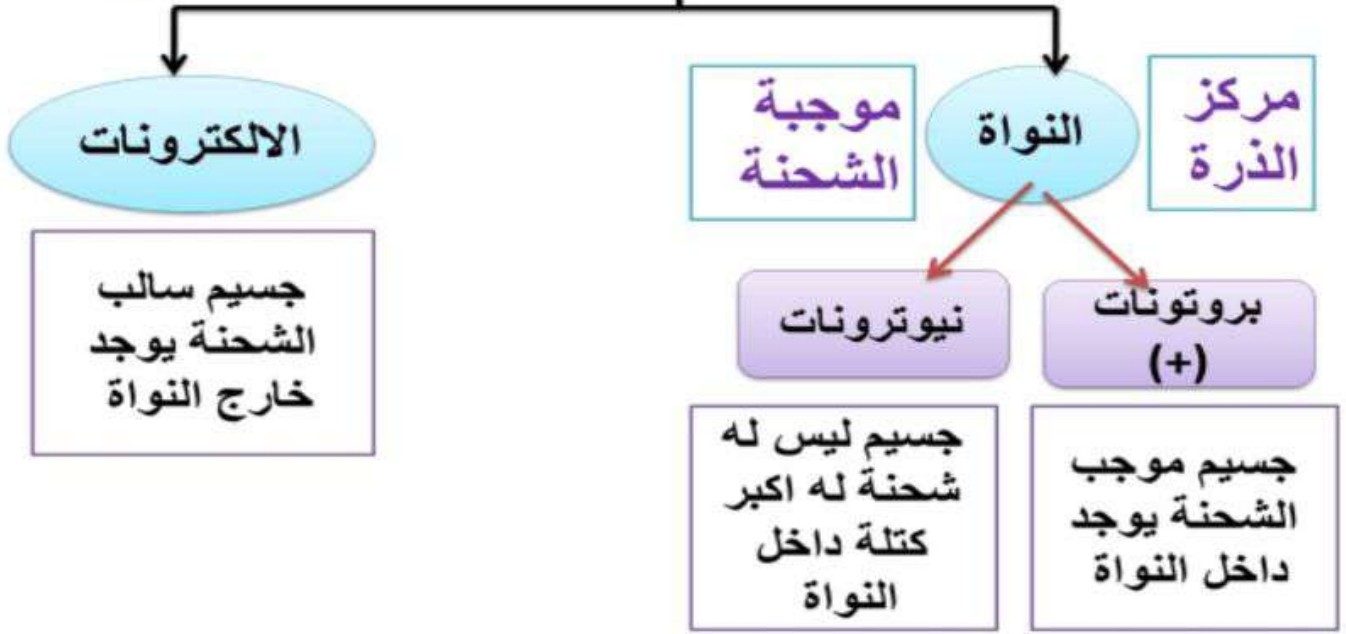 مركز
الذرة
النواة
موجبة
الشحنة
الالكترونات
بروتونات
(+)
نيوترونات
جسيم موجب
الشحنة يوجد
داخل النواة
جسيم ليس له
شحنة له اكبر
كتلة داخل
النواة
جسيم سالب
الشحنة يوجد
خارج النواة